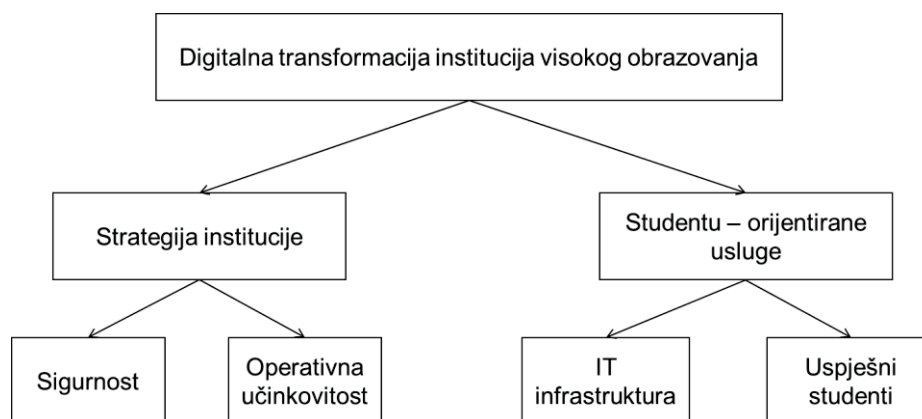 Digitalna transformacija institucija visokog obrazovanja
Strategija institucije
Studentu – orijentirane
usluge
Sigurnost
Operativna
učinkovitost
IT
infrastruktura
Uspješni
studenti